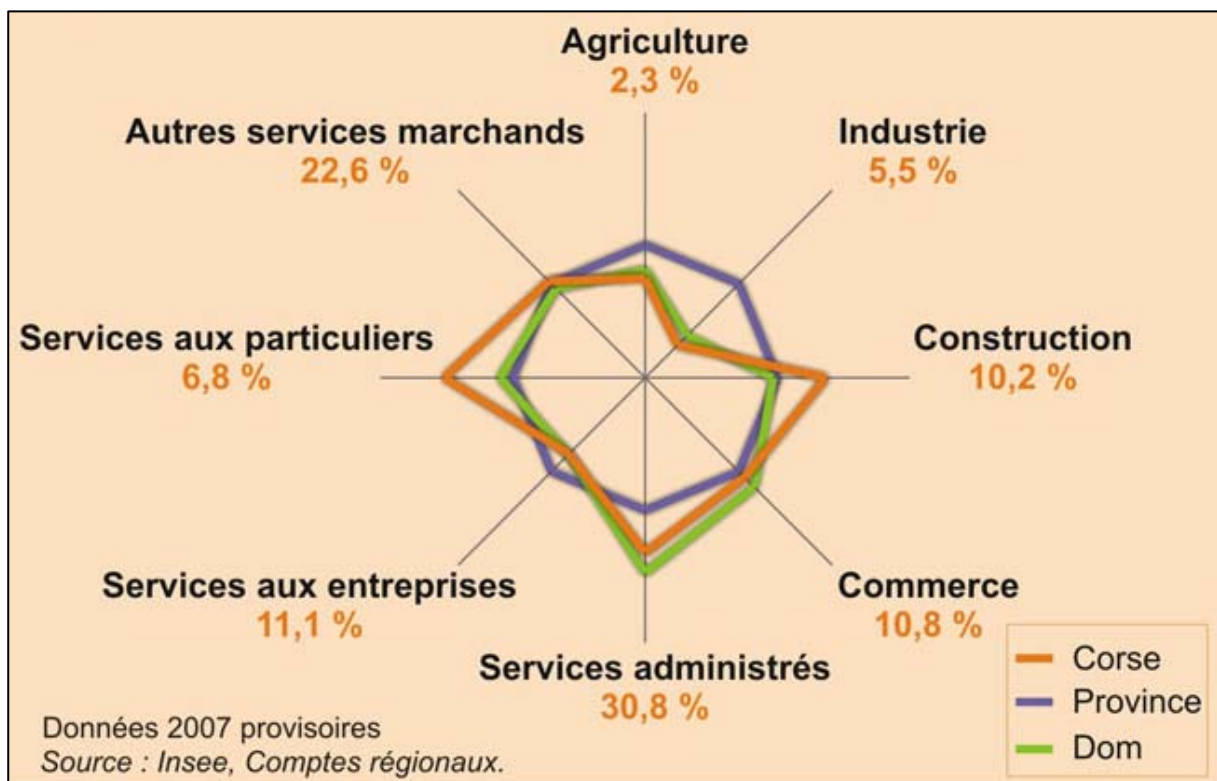 Agriculture
2,3 %
Autres services marchands
22,6 %
Industrie
5,5 %
Services aux particuliers
6,8 %
Construction
10,2 %
Services aux entreprises
11,1 %
Commerce
10,8 %
Services administrés
30,8 %
Corse
Province
Dom
Données 2007 provisoires
Source : Insee, Comptes régionaux.